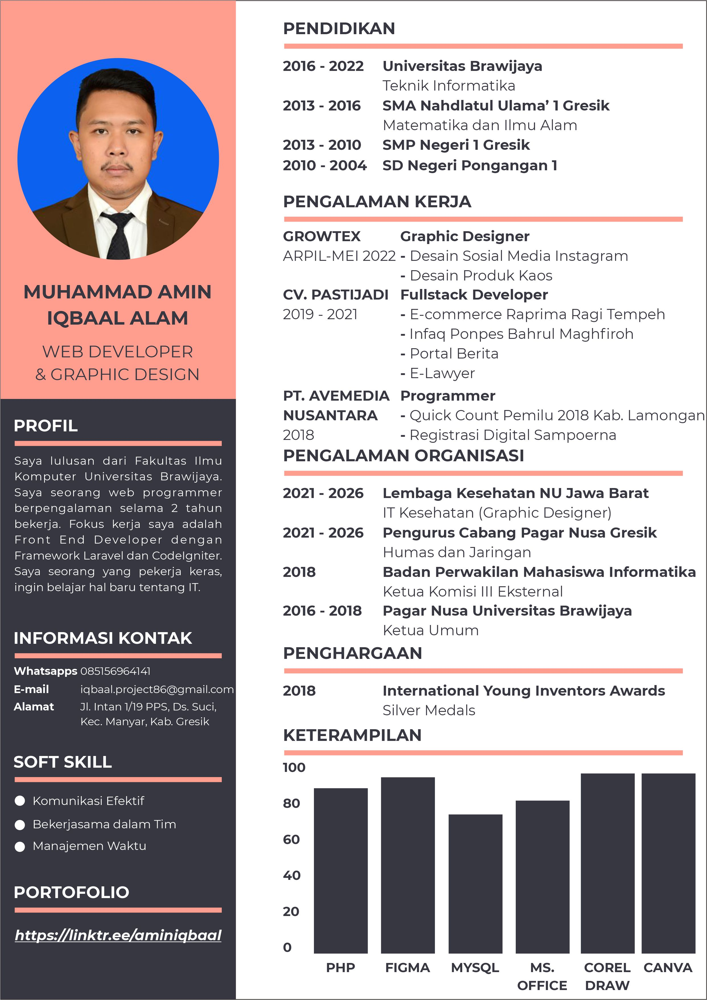 MUHAMMAD AMIN
IQBAAL ALAM
WEB DEVELOPER
& GRAPHIC DESIGN
PROFIL
Saya lulusan dari Fakultas Ilmu
Komputer Universitas Brawijaya.
Saya seorang web programmer
berpengalaman selama 2 tahun
bekerja. Fokus kerja saya adalah
Front End Developer dengan
Framework Laravel dan CodeIgniter.
Saya seorang yang pekerja keras,
ingin belajar hal baru tentang IT.
INFORMASI KONTAK
Whatsapps 085156964141
E-mail iqbaal.project86@gmail.com
Alamat Jl. Intan 1/19 PPS, Ds. Suci,
Kec. Manyar, Kab. Gresik
SOFT SKILL
Komunikasi Efektif
Bekerjasama dalam Tim
Manajemen Waktu
PORTOFOLIO
https://linktr.ee/aminiqbaal
PENDIDIKAN
2016 - 2022 Universitas Brawijaya
Teknik Informatika
2013 - 2016 SMA Nahdlatul Ulama’ 1 Gresik
Matematika dan Ilmu Alam
2013 - 2010 SMP Negeri 1 Gresik
2010 - 2004 SD Negeri Pongangan 1
PENGALAMAN KERJA
GROWTEX Graphic Designer
ARPIL-MEI 2022 - Desain Sosial Media Instagram
- Desain Produk Kaos
CV. PASTIJADI Fullstack Developer
2019 - 2021 - E-commerce Raprima Ragi Tempeh
- Infaq Ponpes Bahrul Maghfiroh
- Portal Berita
- E-Lawyer
PT. AVEMEDIA Programmer
NUSANTARA - Quick Count Pemilu 2018 Kab. Lamongan
2018 - Registrasi Digital Sampoerna
PENGALAMAN ORGANISASI
2021 - 2026 Lembaga Kesehatan NU Jawa Barat
IT Kesehatan (Graphic Designer)
2021 - 2026 Pengurus Cabang Pagar Nusa Gresik
Humas dan Jaringan
2018 Badan Perwakilan Mahasiswa Informatika
Ketua Komisi III Eksternal
2016 - 2018 Pagar Nusa Universitas Brawijaya
Ketua Umum
PENGHARGAAN
2018 International Young Inventors Awards
Silver Medals
KETERAMPILAN
100
80
60
40
20
0
PHP FIGMA MYSQL MS. COREL CANVA
OFFICE DRAW